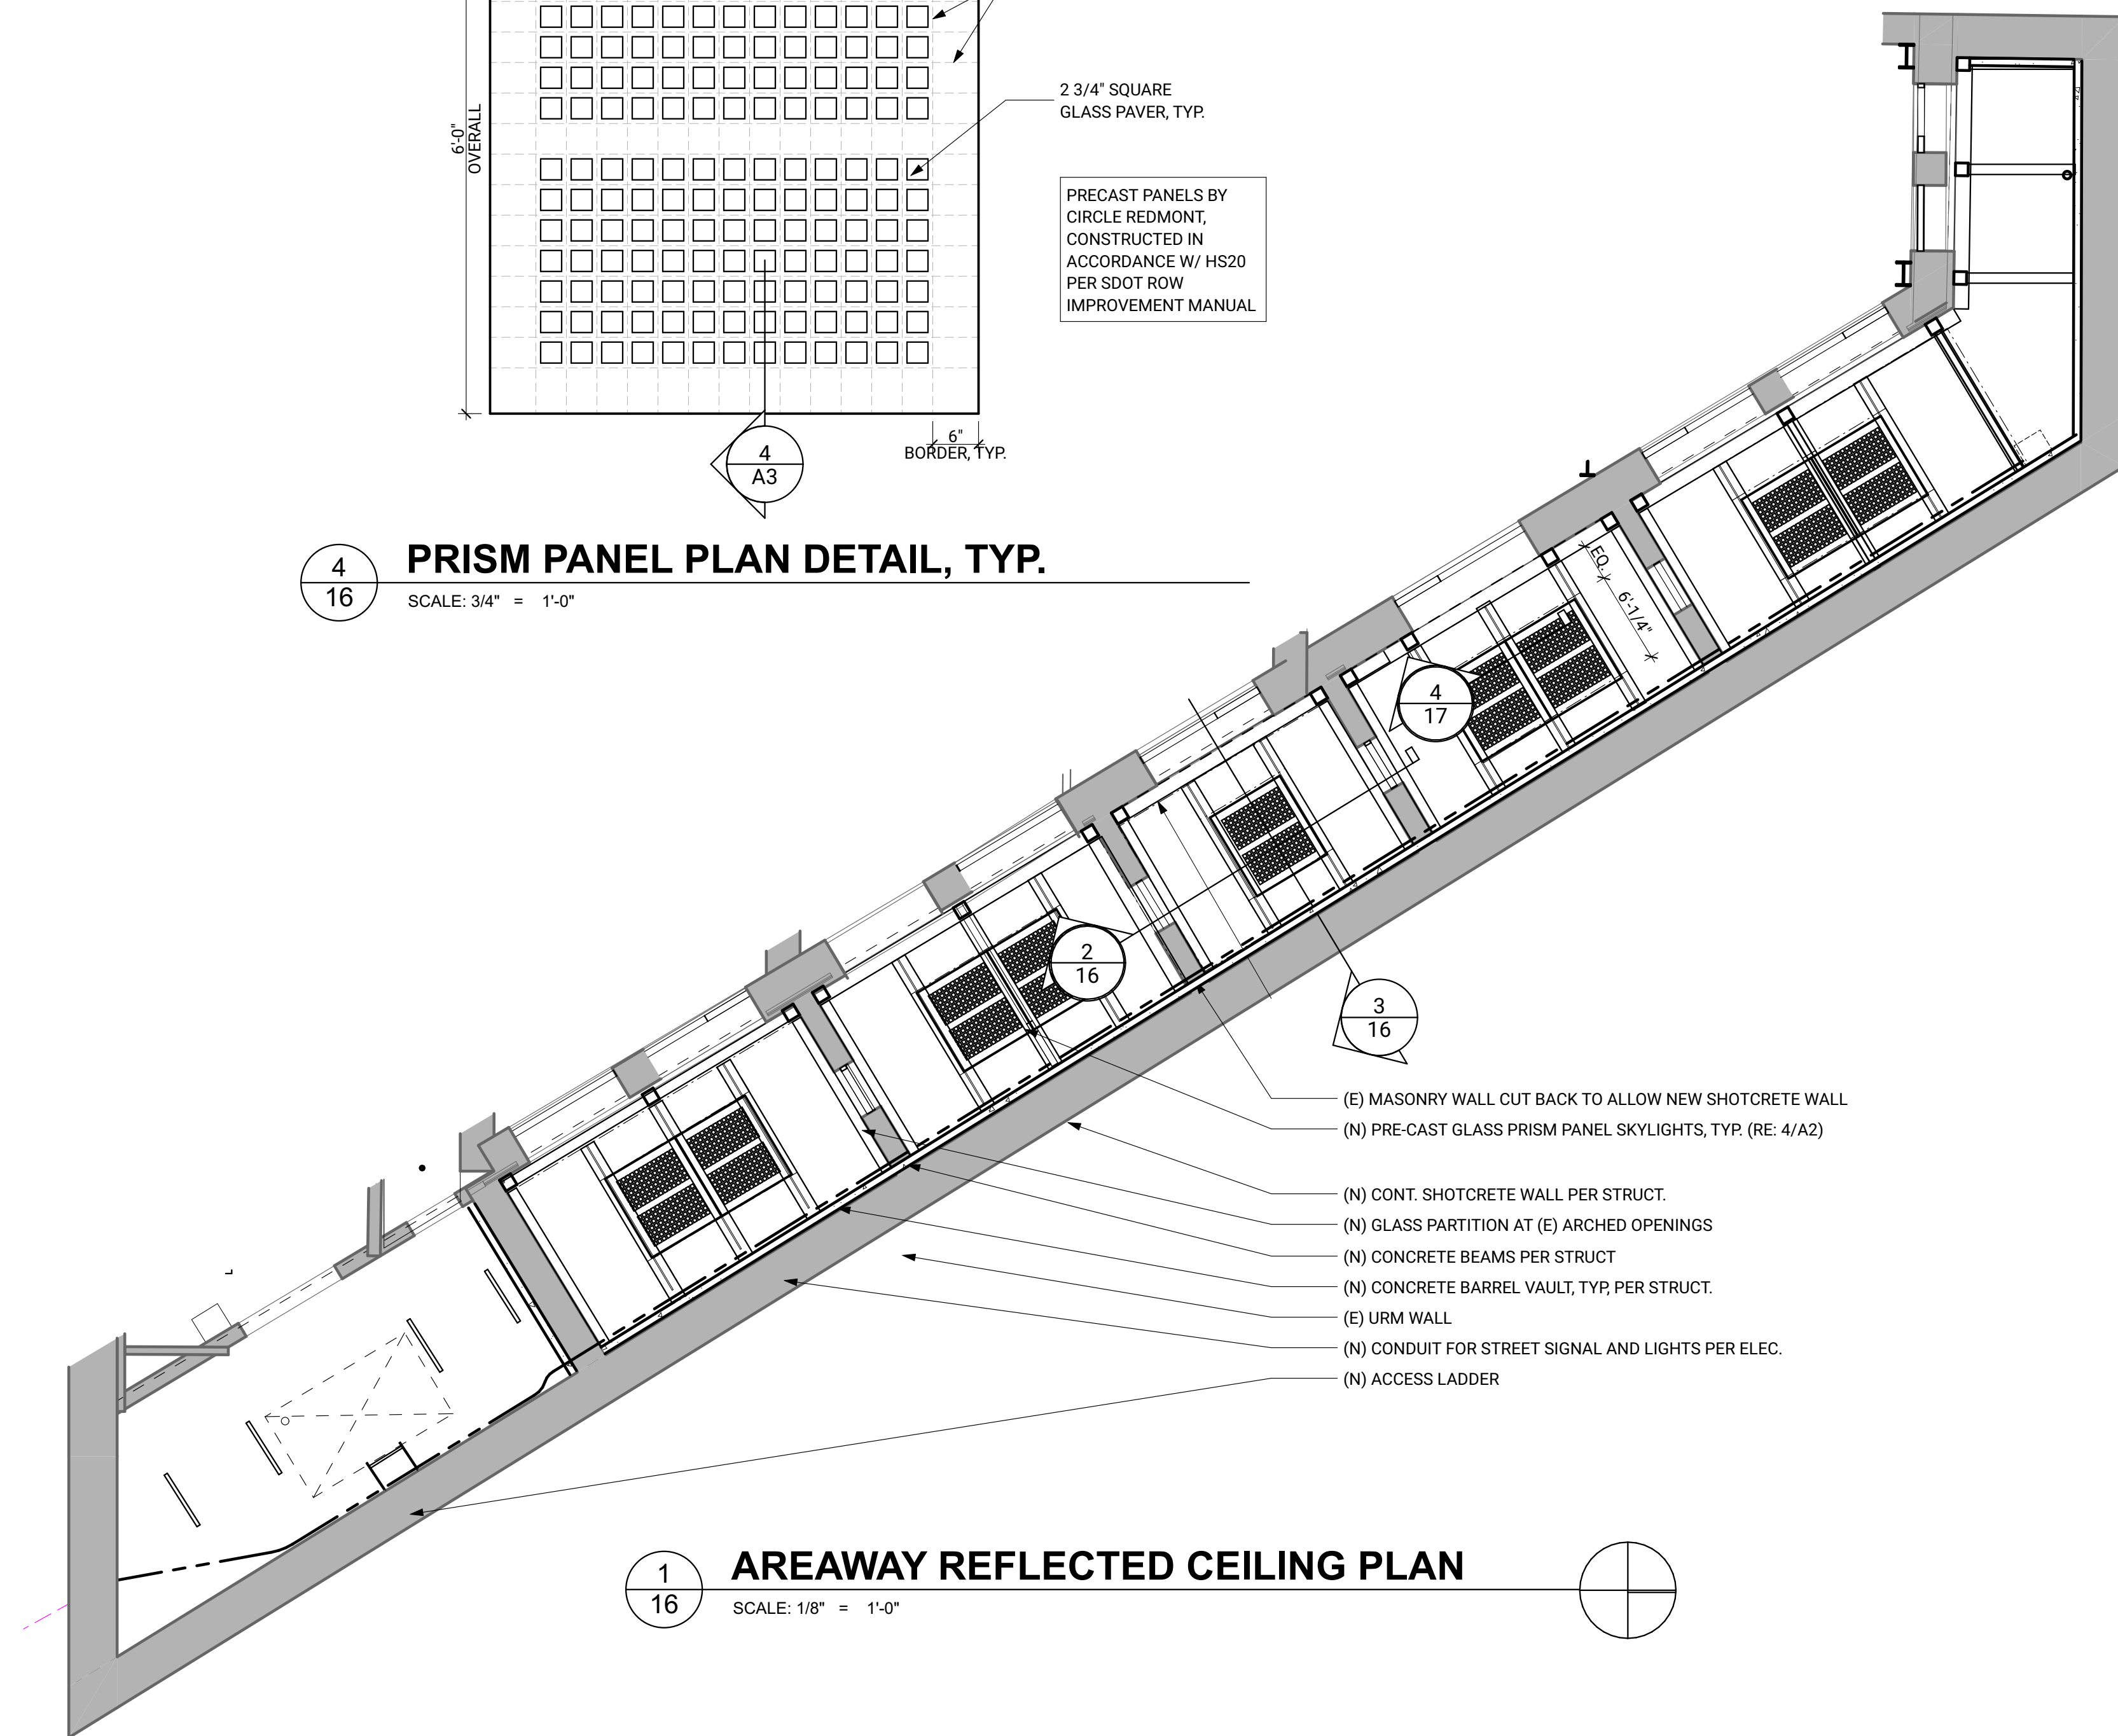 6'-0"
OVERALL
2 3/4" SQUARE
GLASS PAVER, TYP.
PRECAST PANELS BY
CIRCLE REDMONT,
CONSTRUCTED IN
ACCORDANCE W/ HS20
PER SDOT ROW
IMPROVEMENT MANUAL
6"
BORDER, TYP.
4
A3
4
16
PRISM PANEL PLAN DETAIL, TYP.
SCALE: 3/4" = 1'-0"
EQ.
6'-1/4"
4
17
2
16
3
16
(E) MASONRY WALL CUT BACK TO ALLOW NEW SHOTCRETE WALL
(N) PRE-CAST GLASS PRISM PANEL SKYLIGHTS, TYP. (RE: 4/A2)
(N) CONT. SHOTCRETE WALL PER STRUCT.
(N) GLASS PARTITION AT (E) ARCHED OPENINGS
(N) CONCRETE BEAMS PER STRUCT
(N) CONCRETE BARREL VAULT, TYP, PER STRUCT.
(E) URM WALL
(N) CONDUIT FOR STREET SIGNAL AND LIGHTS PER ELEC.
(N) ACCESS LADDER
1
16
AREAWAY REFLECTED CEILING PLAN
SCALE: 1/8" = 1'-0"